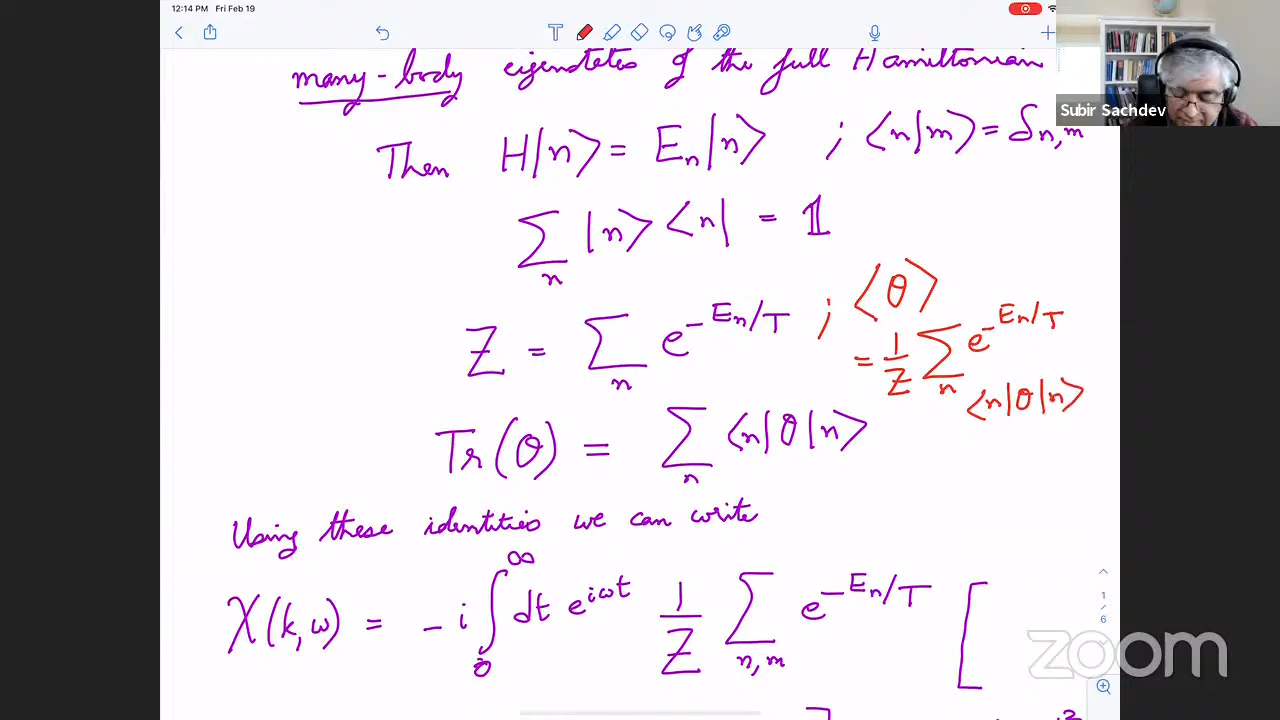 12:14 PM Fri Feb 19
many-body eigenstates of the full Hamiltonian
Subir Sachdev
Then H|n⟩ = E_n|n⟩ ; ⟨n|m⟩ = δ_{n,m}
∑_n |n⟩⟨n| = 𝟙
Z = ∑_n e^{-E_n/T} ; ⟨θ⟩
= 1/Z ∑_n e^{-E_n/T}
⟨n|θ|n⟩
Tr(θ) = ∑_n ⟨n|θ|n⟩
Using these identities we can write
χ(k,ω) = -i ∫_0^∞ dt e^{iωt} 1/Z ∑_{n,m} e^{-E_n/T} [
1
/
6
zoom